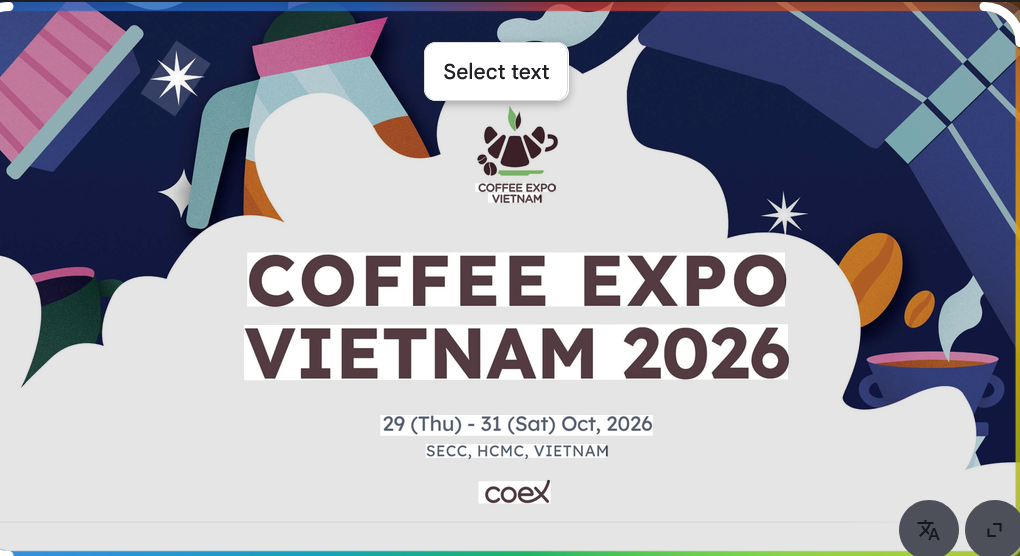 Select text
COFFEE EXPO
VIETNAM
COFFEE EXPO
VIETNAM 2026
29 (Thu) - 31 (Sat) Oct, 2026
SECC, HCMC, VIETNAM
coex